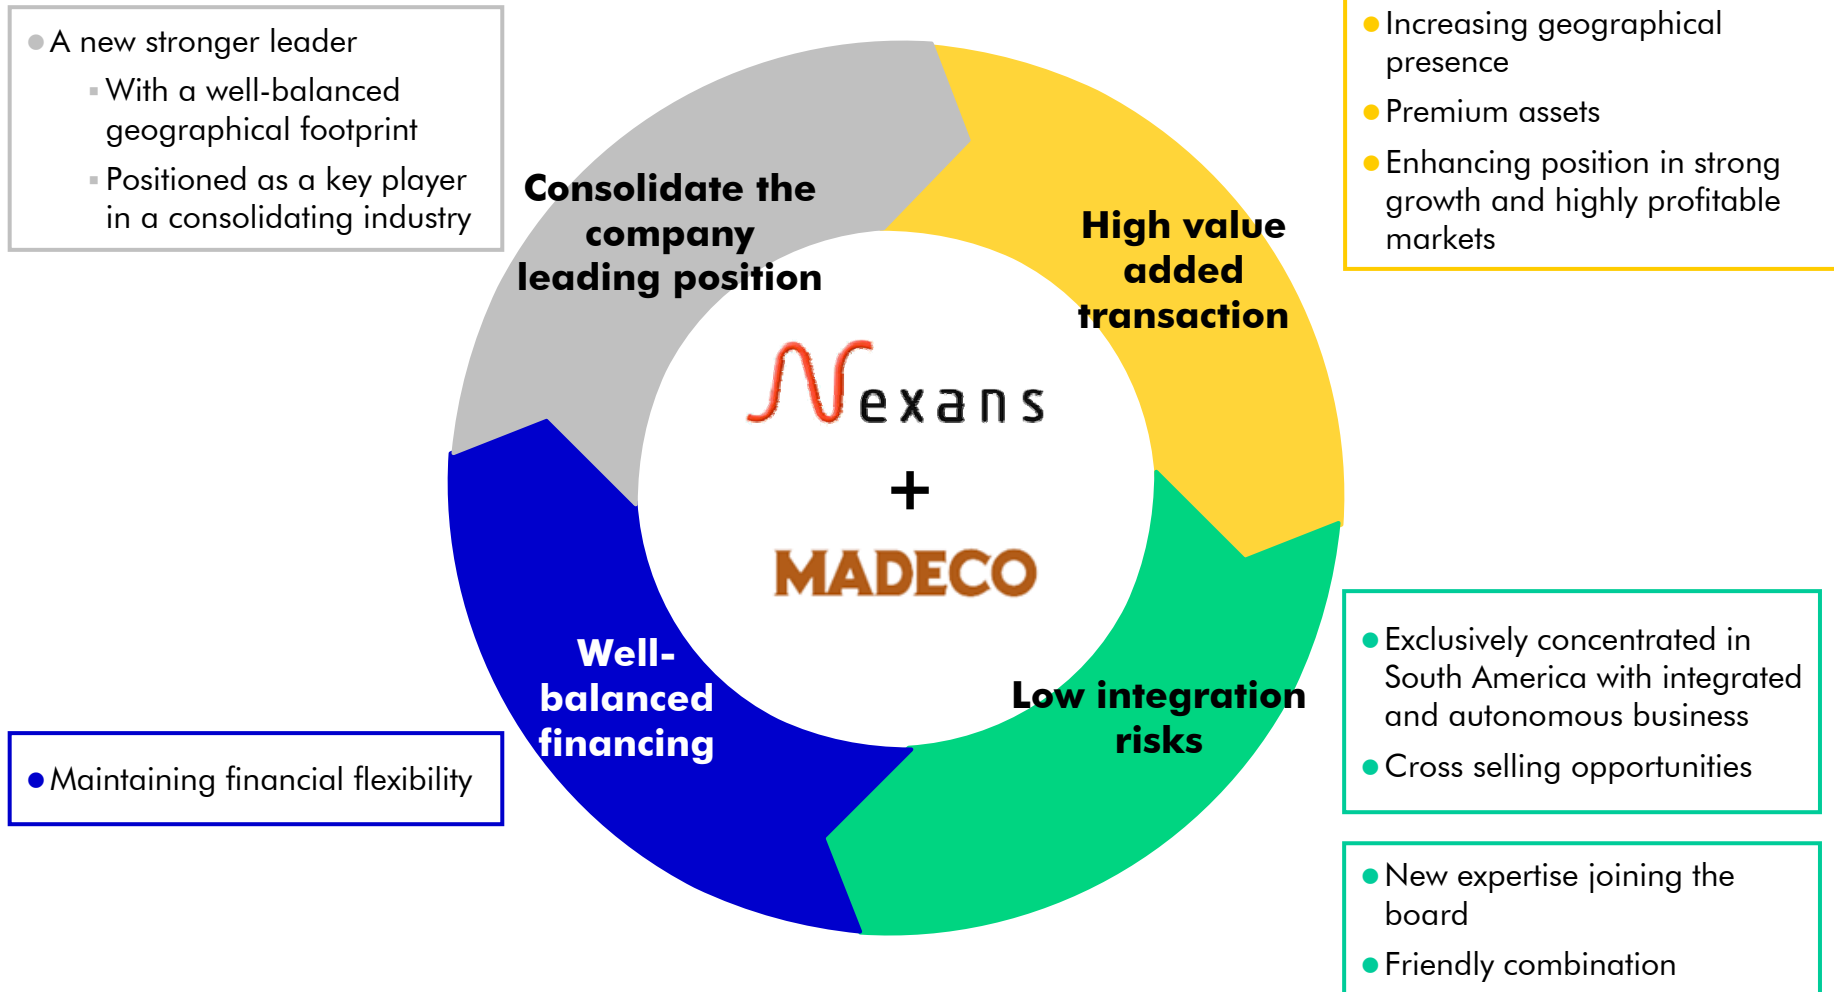 A new stronger leader
With a well-balanced
geographical footprint
Positioned as a key player
in a consolidating industry
Consolidate the
company
leading position
Increasing geographical
presence
Premium assets
Enhancing position in strong
growth and highly profitable
markets
High value
added
transaction
Nexans
+
MADECO
Well-
balanced
financing
Low integration
risks
Maintaining financial flexibility
Exclusively concentrated in
South America with integrated
and autonomous business
Cross selling opportunities
New expertise joining the
board
Friendly combination